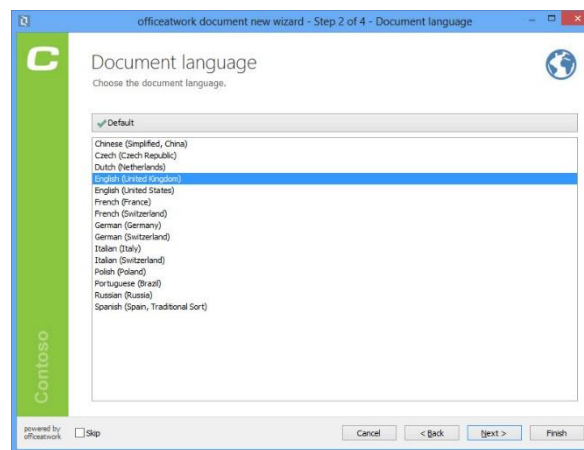 officeatwork document new wizard - Step 2 of 4 - Document language
C
Document language
Choose the document language.
Default
Chinese (Simplified, China)
Czech (Czech Republic)
Dutch (Netherlands)
English (United Kingdom)
English (United States)
French (France)
French (Switzerland)
German (Germany)
German (Switzerland)
Italian (Italy)
Italian (Switzerland)
Polish (Poland)
Portuguese (Brazil)
Russian (Russia)
Spanish (Spain, Traditional Sort)
Contoso
powered by
officeatwork
Skip
Cancel
< Back
Next >
Finish